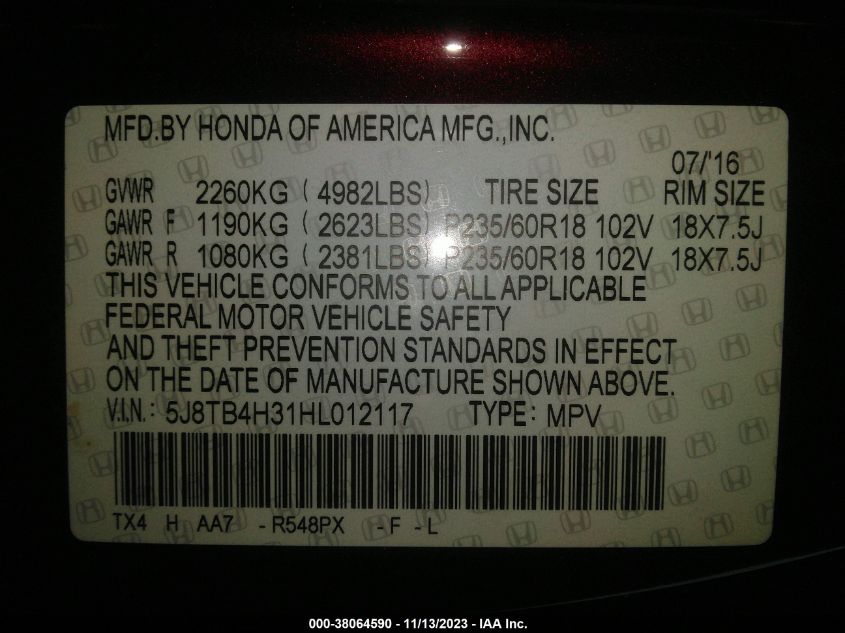 MFD.BY HONDA OF AMERICA MFG.,INC.
07/'16
GVWR 2260KG ( 4982LBS) TIRE SIZE RIM SIZE
GAWR F 1190KG ( 2623LBS) P235/60R18 102V 18X7.5J
GAWR R 1080KG ( 2381LBS) P235/60R18 102V 18X7.5J
THIS VEHICLE CONFORMS TO ALL APPLICABLE
FEDERAL MOTOR VEHICLE SAFETY
AND THEFT PREVENTION STANDARDS IN EFFECT
ON THE DATE OF MANUFACTURE SHOWN ABOVE.
V.I.N.: 5J8TB4H31HL012117 TYPE: MPV
TX4 H AA7 -R548PX -F -L
000-38064590 - 11/13/2023 - IAA Inc.